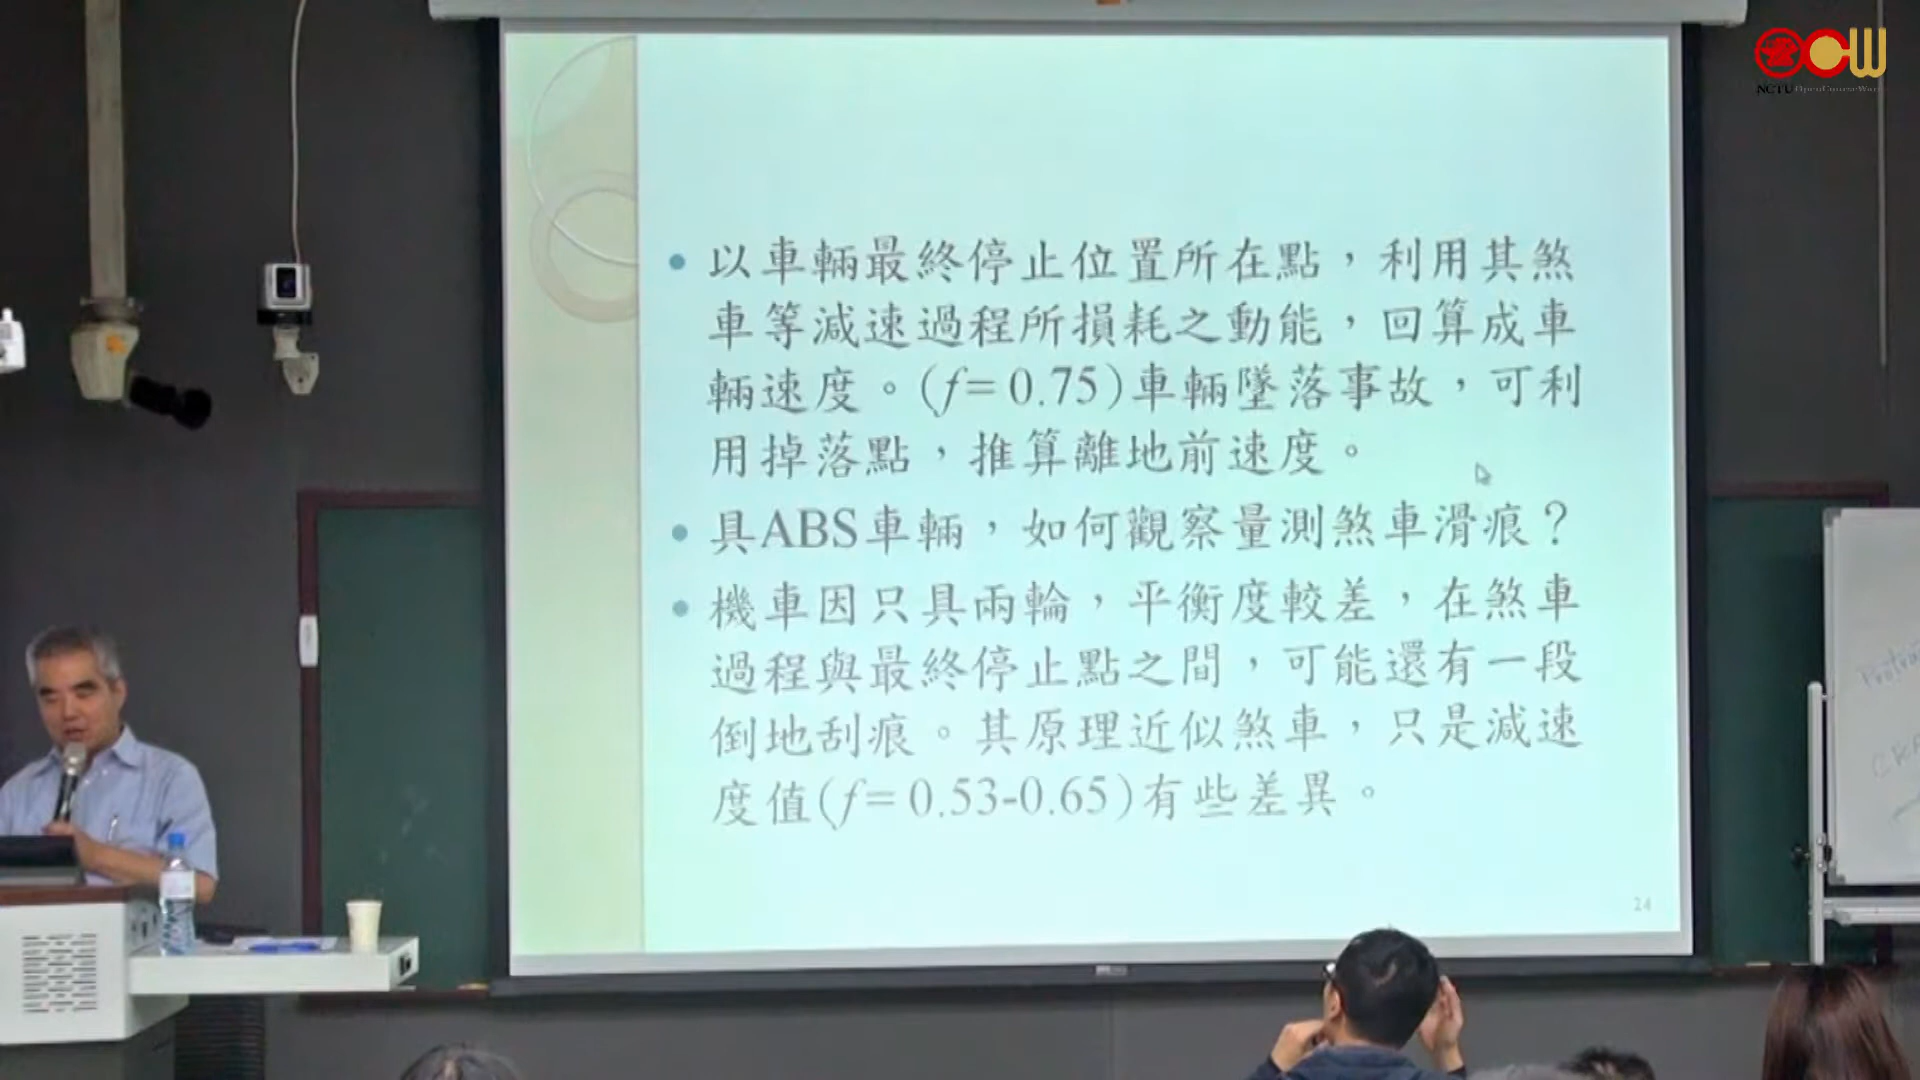 NCTU OpenCourseWare
以車輛最終停止位置所在點，利用其煞
車等減速過程所損耗之動能，回算成車
輛速度。(f= 0.75)車輛墜落事故，可利
用掉落點，推算離地前速度。
具ABS車輛，如何觀察量測煞車滑痕？
機車因只具兩輪，平衡度較差，在煞車
過程與最終停止點之間，可能還有一段
倒地刮痕。其原理近似煞車，只是減速
度值(f= 0.53-0.65)有些差異。
24